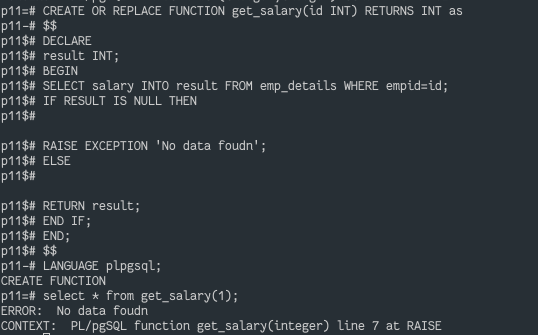 p11=# CREATE OR REPLACE FUNCTION get_salary(id INT) RETURNS INT as
p11-# $$
p11$# DECLARE
p11$# result INT;
p11$# BEGIN
p11$# SELECT salary INTO result FROM emp_details WHERE empid=id;
p11$# IF RESULT IS NULL THEN
p11$#
p11$# RAISE EXCEPTION 'No data foudn';
p11$# ELSE
p11$#
p11$# RETURN result;
p11$# END IF;
p11$# END;
p11$# $$
p11-# LANGUAGE plpgsql;
CREATE FUNCTION
p11=# select * from get_salary(1);
ERROR:  No data foudn
CONTEXT:  PL/pgSQL function get_salary(integer) line 7 at RAISE